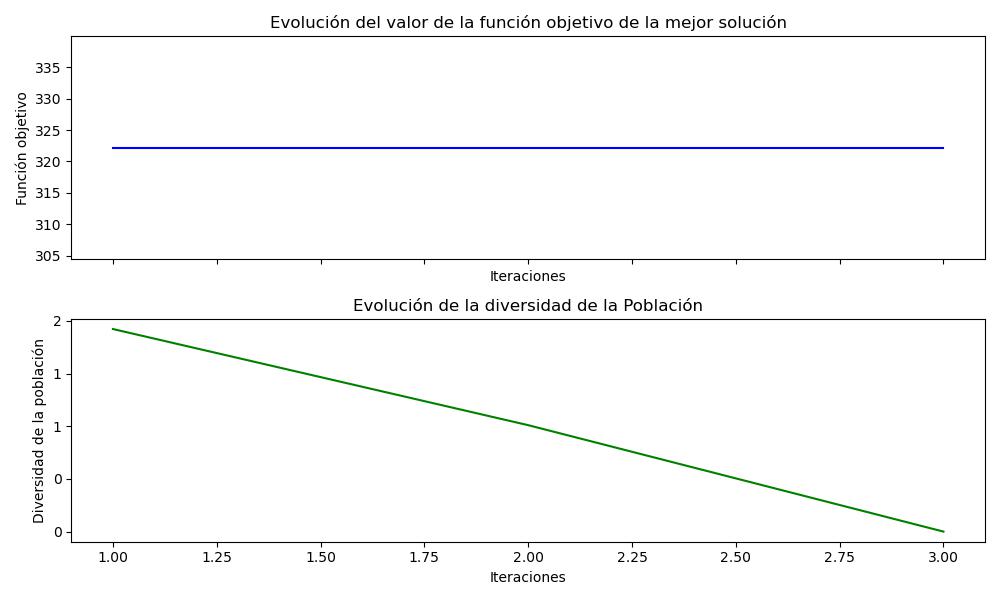 Evolución del valor de la función objetivo de la mejor solución
335
330
325
320
315
310
305
Función objetivo
Iteraciones
Evolución de la diversidad de la Población
2
1
1
0
0
Diversidad de la población
1.00 1.25 1.50 1.75 2.00 2.25 2.50 2.75 3.00
Iteraciones